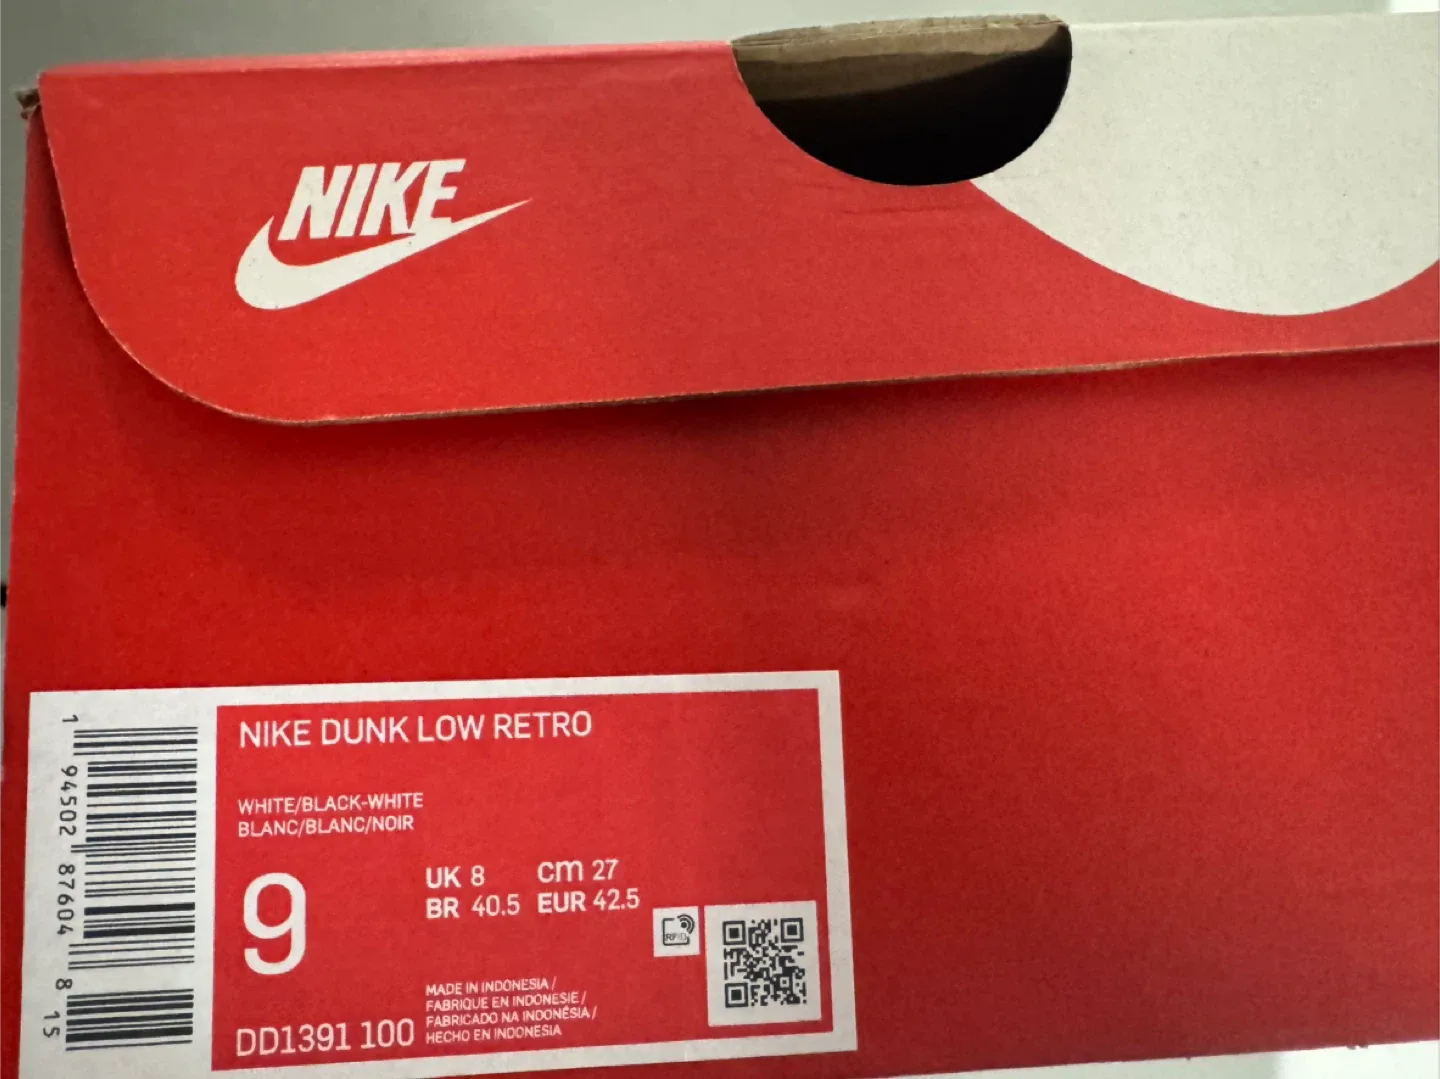 NIKE
NIKE DUNK LOW RETRO
WHITE/BLACK-WHITE
BLANC/BLANC/NOIR
9
UK 8 cm 27
BR 40.5 EUR 42.5
RFID
MADE IN INDONESIA /
FABRIQUE EN INDONESIE /
FABRICADO NA INDONÉSIA /
HECHO EN INDONESIA
DD1391 100
1 94502 87604 8 15